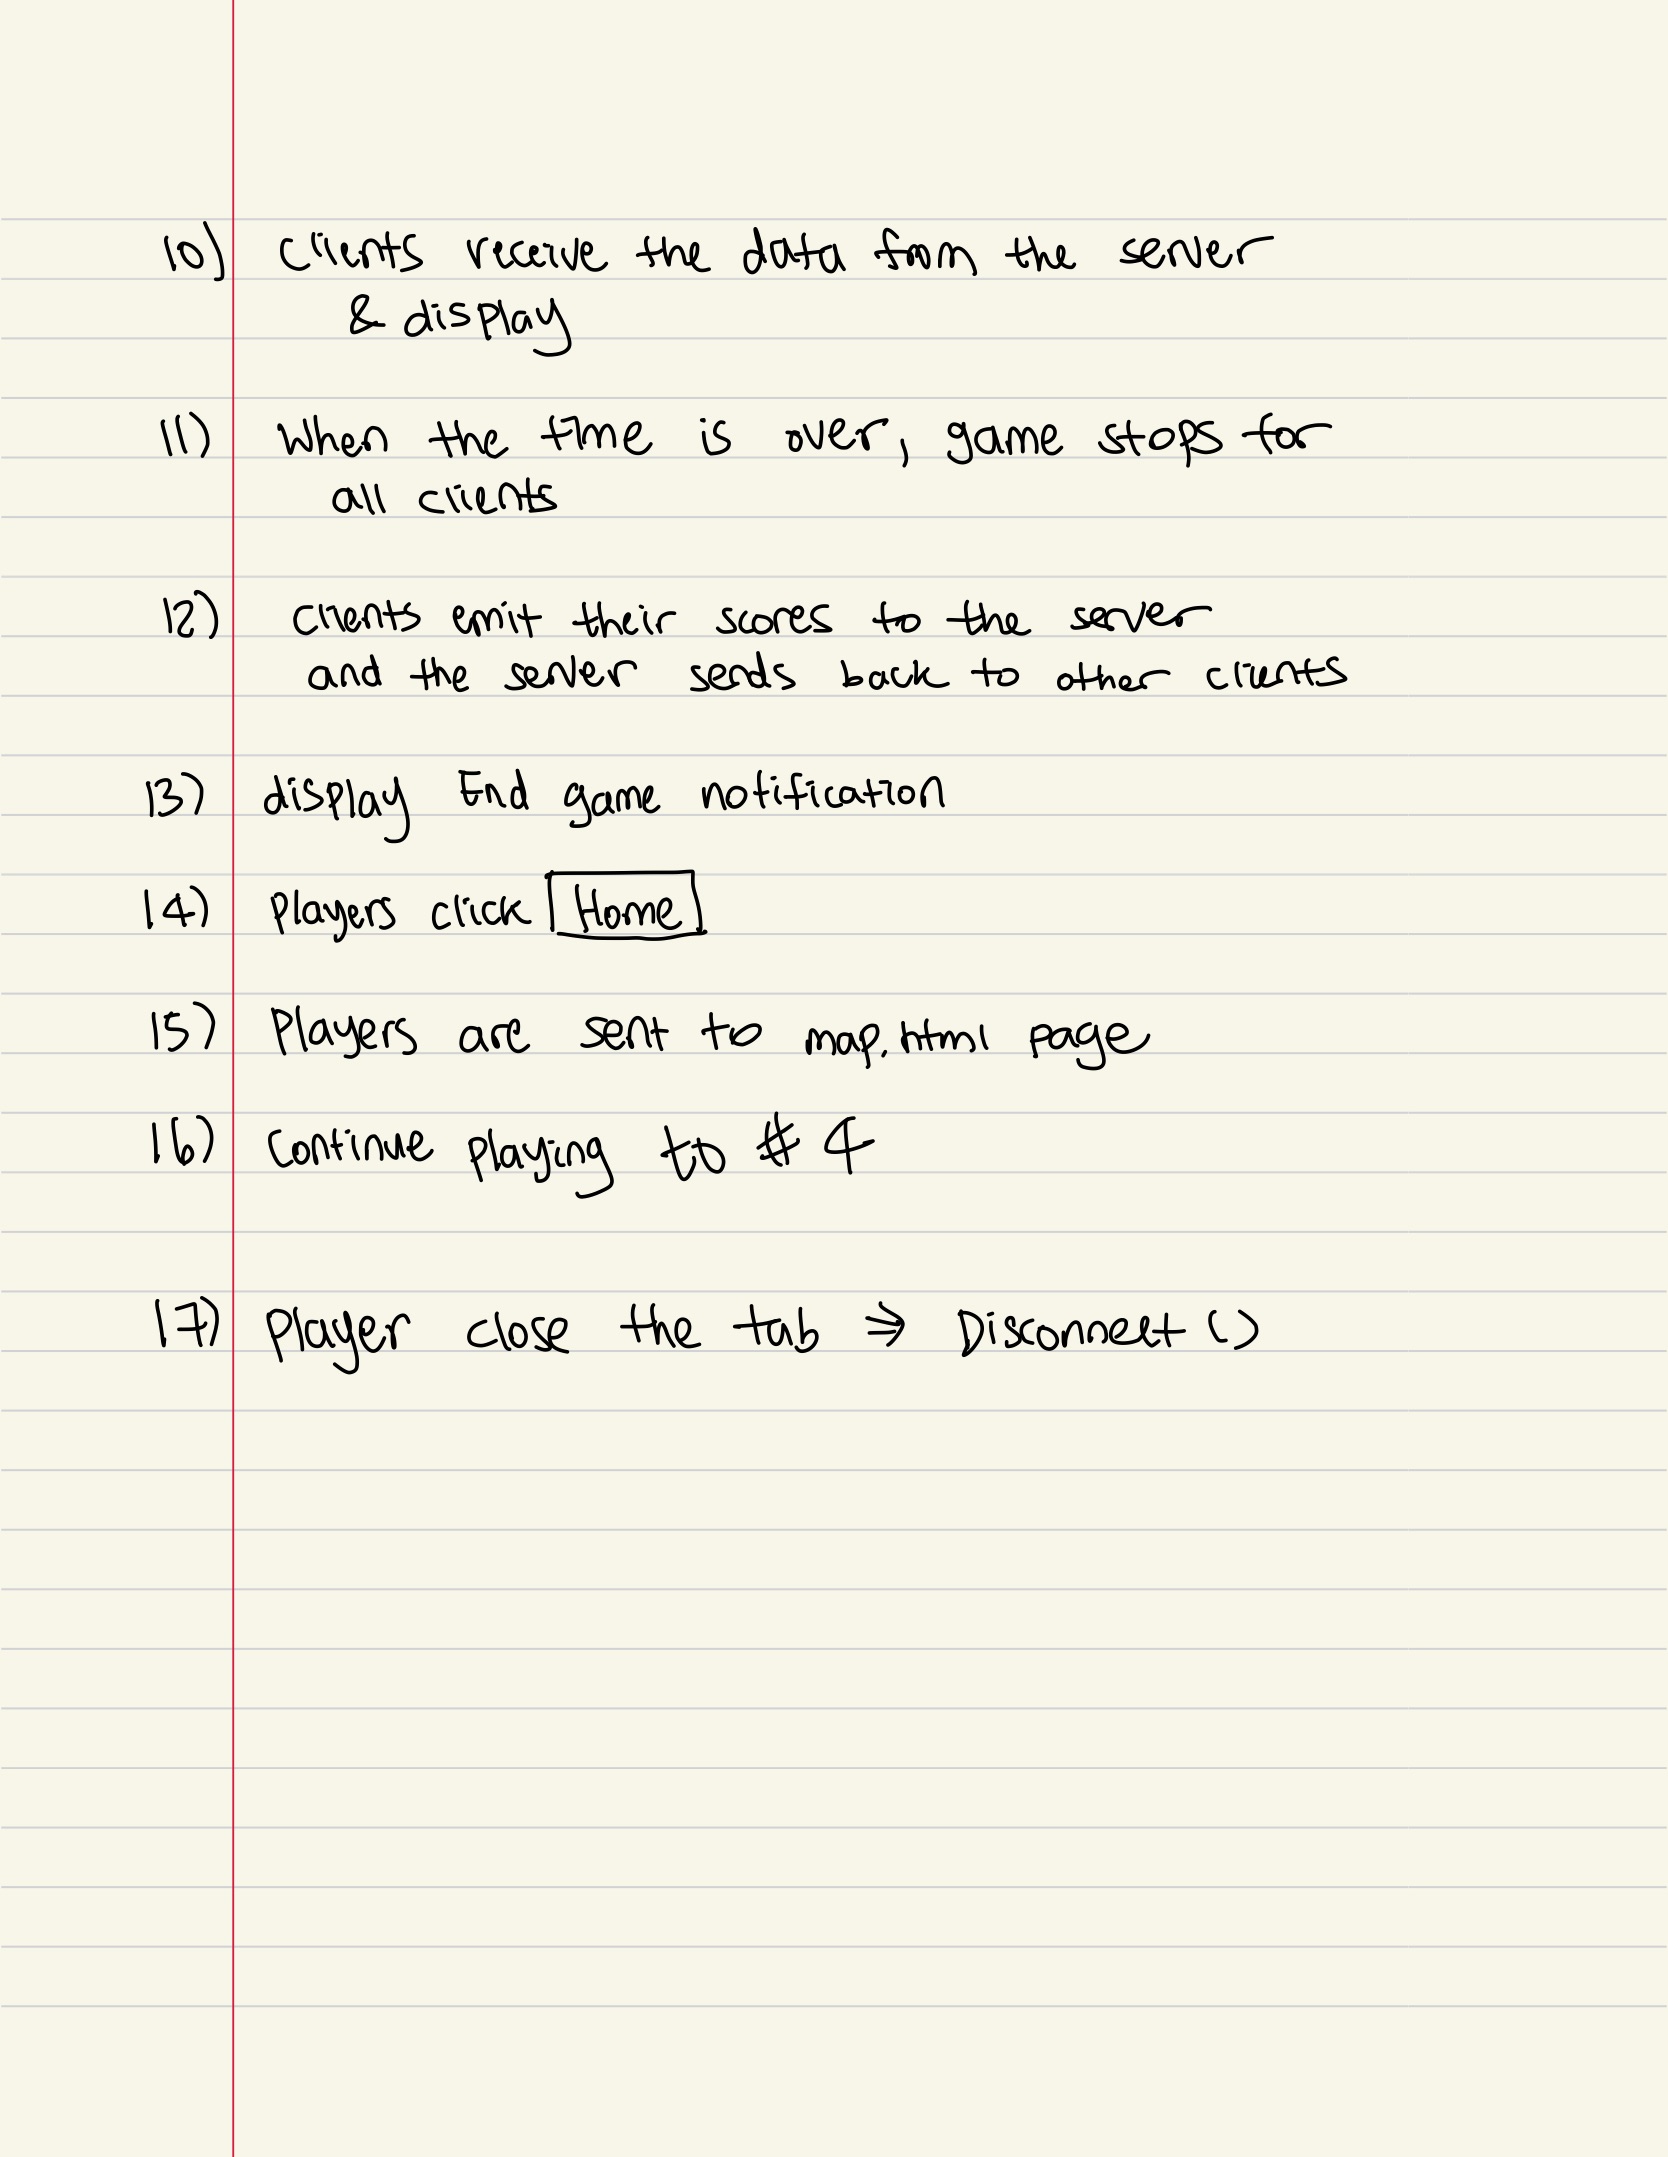 10) Clients receive the data from the server
& display
11) When the time is over, game stops for
all clients
12) Clients emit their scores to the server
and the server sends back to other clients
13) display End game notification
14) Players click Home
15) Players are sent to map.html page
16) Continue playing to # 4
17) Player close the tab ⇒ Disconnect ()